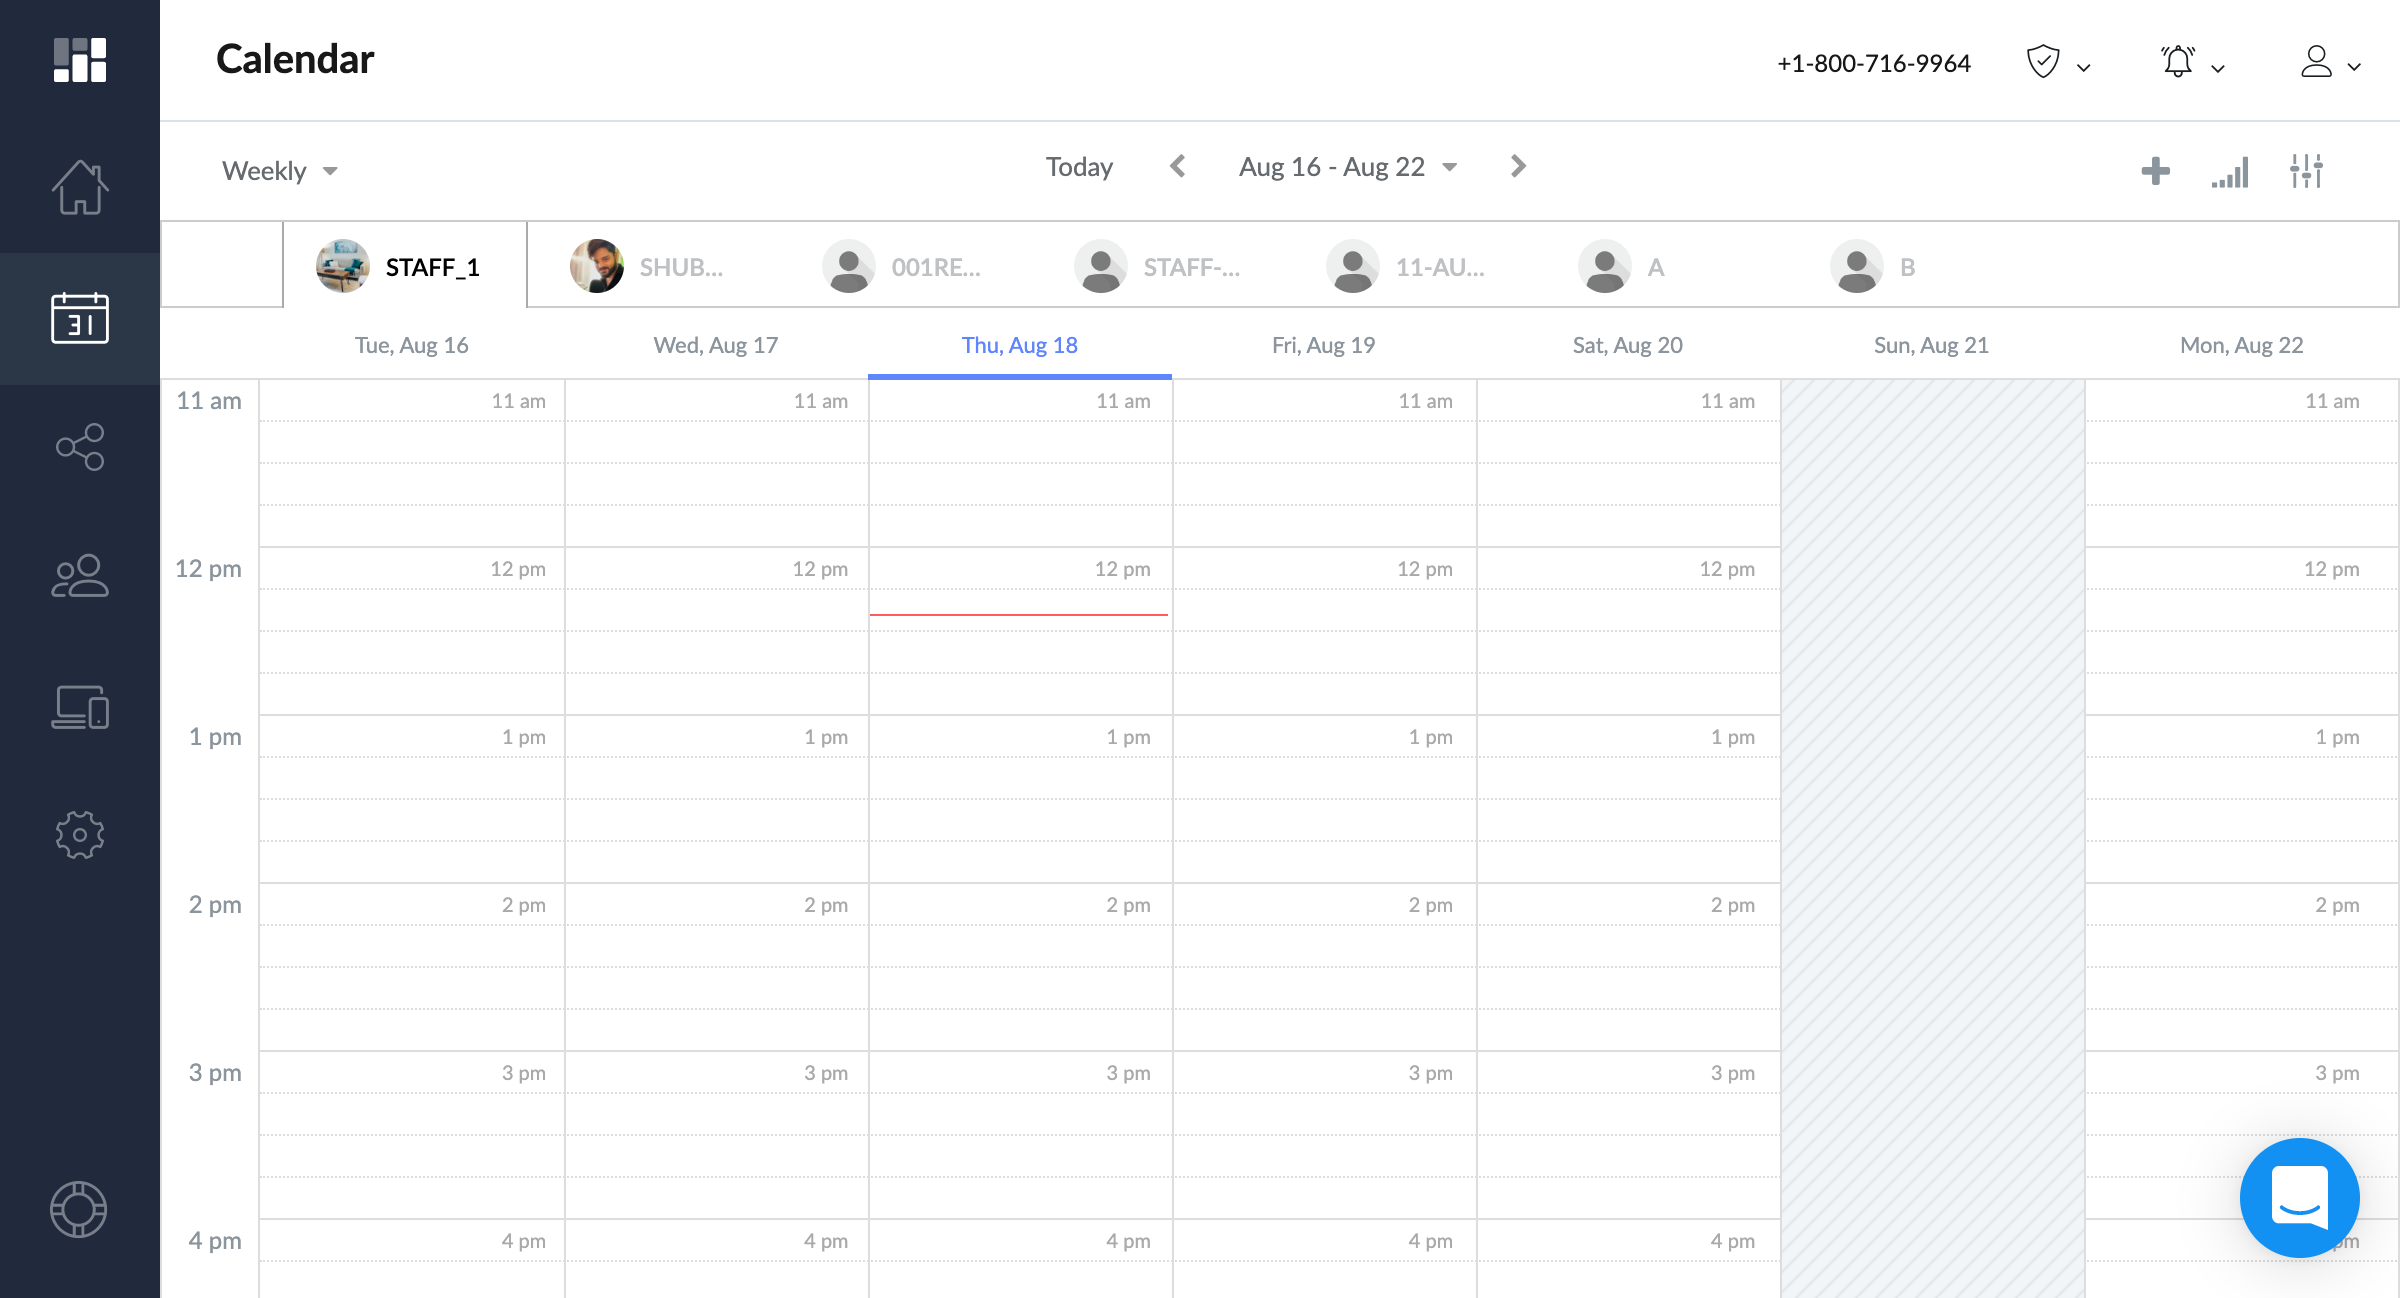 Calendar
+1-800-716-9964
Weekly
Today
Aug 16 - Aug 22
STAFF_1
SHUB...
001RE...
STAFF-...
11-AU...
A
B
31
Tue, Aug 16
Wed, Aug 17
Thu, Aug 18
Fri, Aug 19
Sat, Aug 20
Sun, Aug 21
Mon, Aug 22
11 am
11 am
11 am
11 am
11 am
11 am
11 am
12 pm
12 pm
12 pm
12 pm
12 pm
12 pm
12 pm
1 pm
1 pm
1 pm
1 pm
1 pm
1 pm
1 pm
2 pm
2 pm
2 pm
2 pm
2 pm
2 pm
2 pm
3 pm
3 pm
3 pm
3 pm
3 pm
3 pm
3 pm
4 pm
4 pm
4 pm
4 pm
4 pm
4 pm
pm